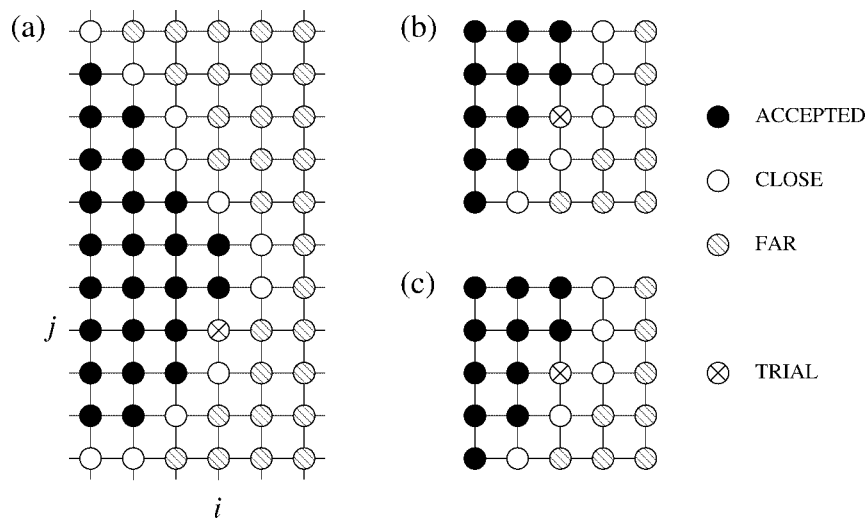 (a)
(b)
ACCEPTED
CLOSE
FAR
(c)
j
TRIAL
i